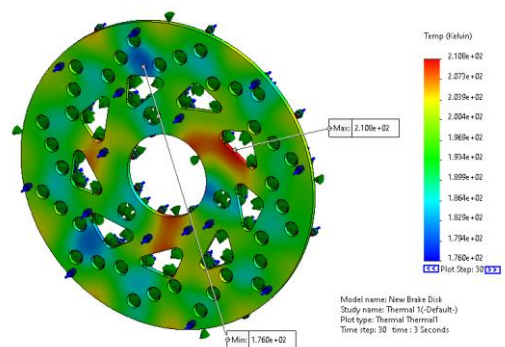 Temp (Kelvin)
2.108e + 02
2.073e + 02
2.039e + 02
2.004e + 02
1.969e + 02
1.934e + 02
1.899e + 02
1.864e + 02
1.829e + 02
1.794e + 02
1.760e + 02
Plot Step: 30
Max: 2.108e+02
Min: 1.760e+02
Model name: New Brake Disk
Study name: Thermal 1(-Default-)
Plot type: Thermal Thermal1
Time step: 30 time : 3 Seconds